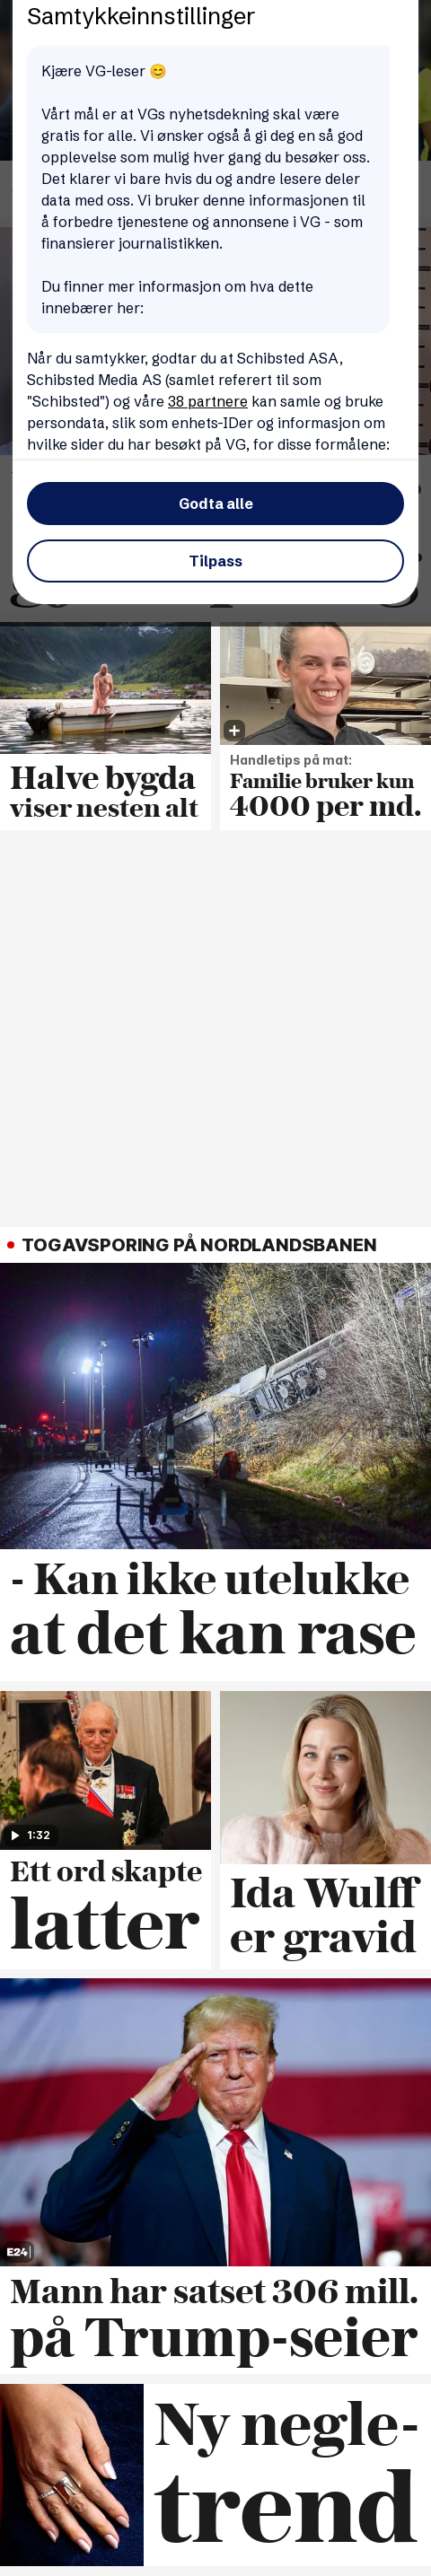 Samtykkeinnstillinger
Kjære VG-leser 😊
Vårt mål er at VGs nyhetsdekning skal være
gratis for alle. Vi ønsker også å gi deg en så god
opplevelse som mulig hver gang du besøker oss.
Det klarer vi bare hvis du og andre lesere deler
data med oss. Vi bruker denne informasjonen til
å forbedre tjenestene og annonsene i VG - som
finansierer journalistikken.
Du finner mer informasjon om hva dette
innebærer her:
Når du samtykker, godtar du at Schibsted ASA,
Schibsted Media AS (samlet referert til som
"Schibsted") og våre 38 partnere kan samle og bruke
persondata, slik som enhets-IDer og informasjon om
hvilke sider du har besøkt på VG, for disse formålene:
Godta alle
Tilpass
Halve bygda
viser nesten alt
Handletips på mat:
Familie bruker kun
4000 per md.
TOGAVSPORING PÅ NORDLANDSBANEN
- Kan ikke utelukke
at det kan rase
1:32
Ett ord skapte
latter
Ida Wulff
er gravid
E24
Mann har satset 306 mill.
på Trump-seier
Ny negle-
trend